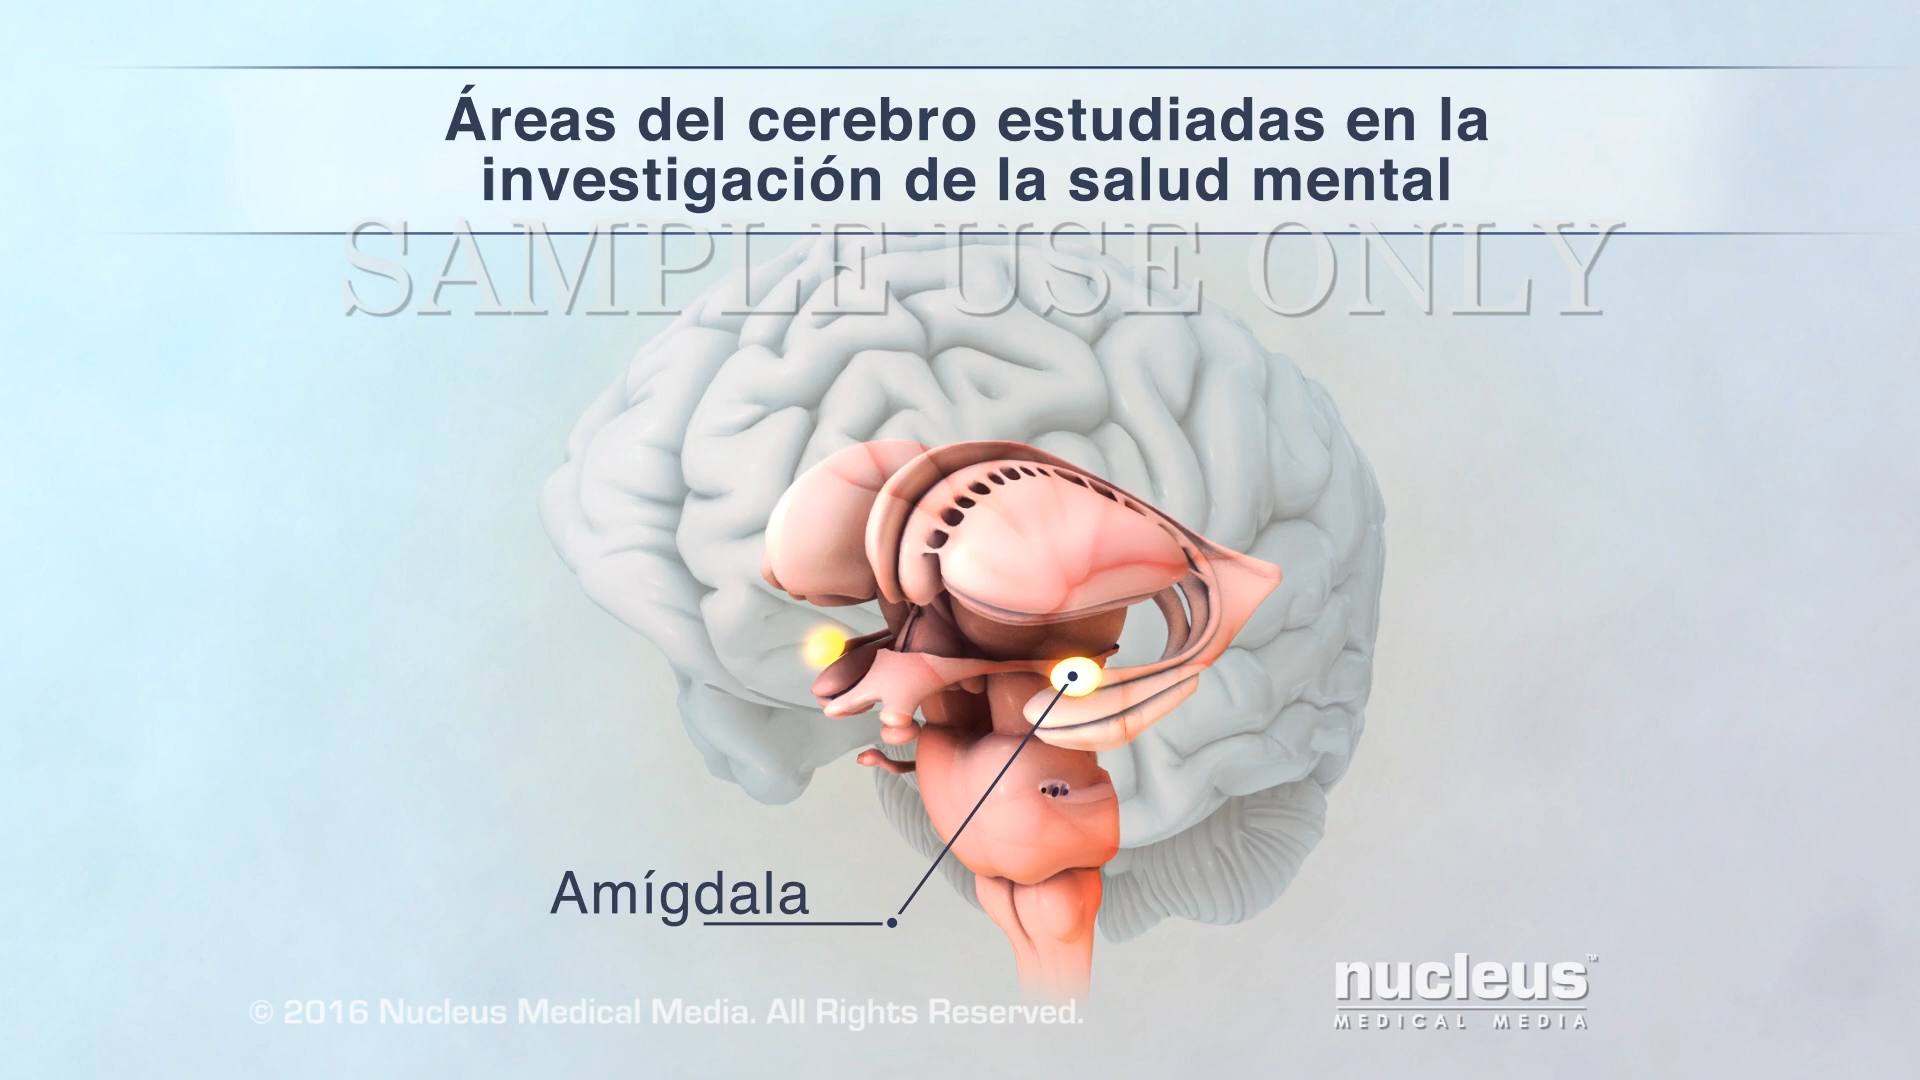 Áreas del cerebro estudiadas en la
investigación de la salud mental
SAMPLE USE ONLY
Amígdala
© 2016 Nucleus Medical Media. All Rights Reserved.
nucleus™
MEDICAL MEDIA